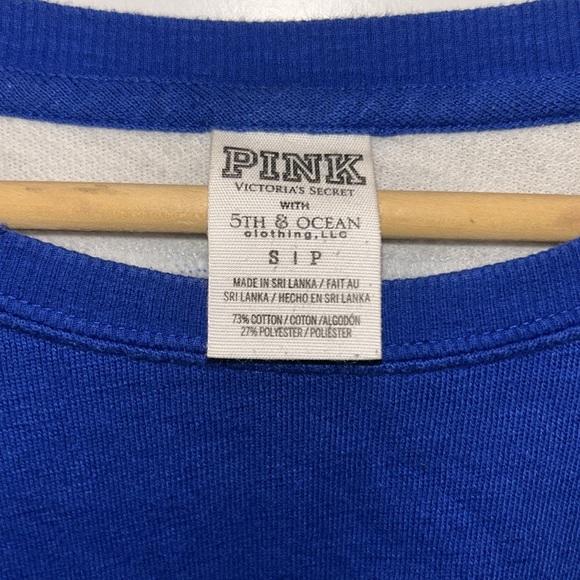 PINK
VICTORIA'S SECRET
WITH
5TH & OCEAN
clothing,LLC
S | P
MADE IN SRI LANKA / FAIT AU
SRI LANKA / HECHO EN SRI LANKA
73% COTTON / COTON /ALGODÓN
27% POLYESTER / POLIÉSTER